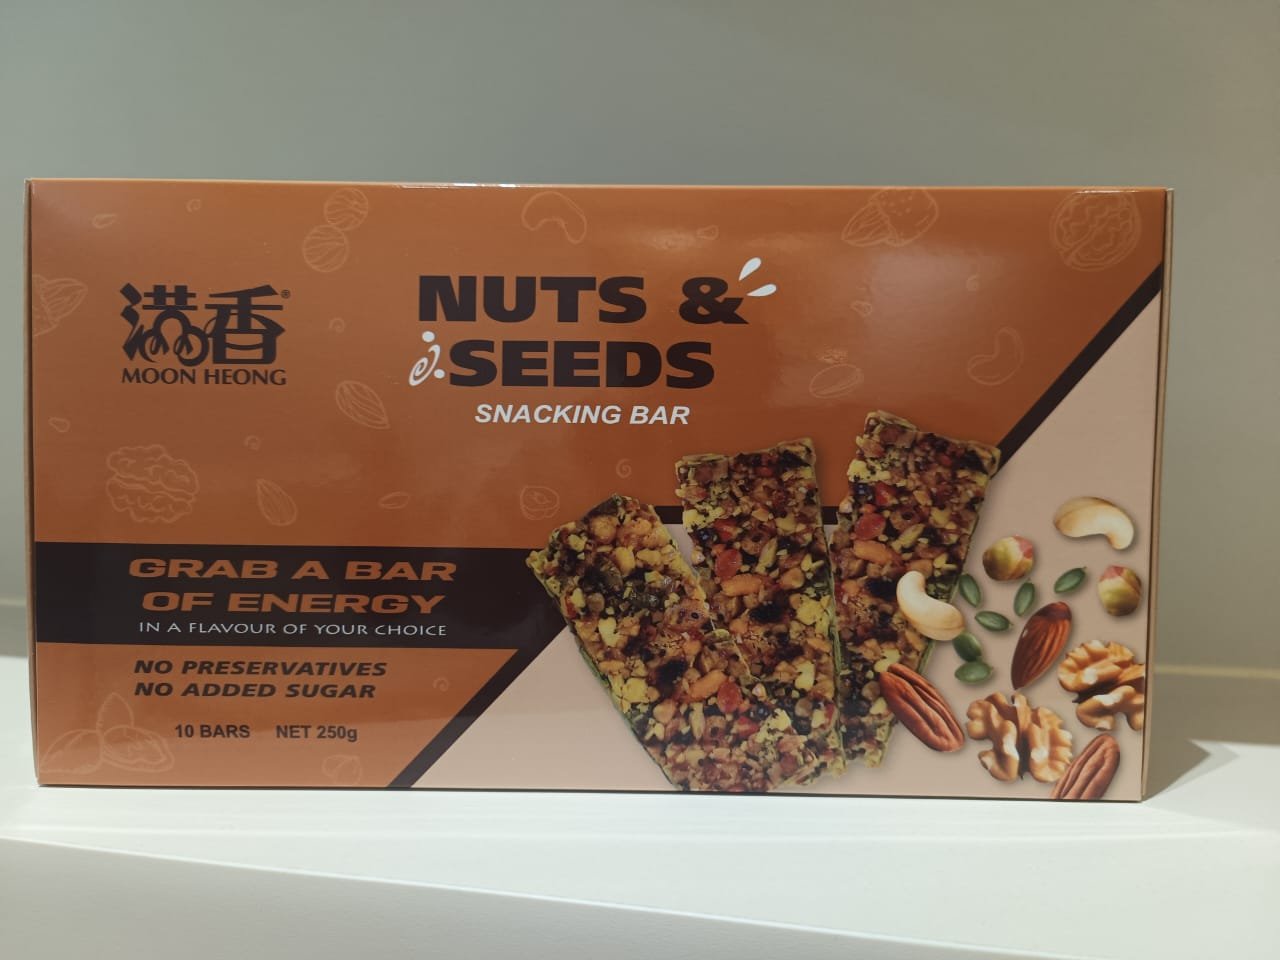 满香®
MOON HEONG
NUTS &
SEEDS
SNACKING BAR
GRAB A BAR
OF ENERGY
IN A FLAVOUR OF YOUR CHOICE
NO PRESERVATIVES
NO ADDED SUGAR
10 BARS NET 250g